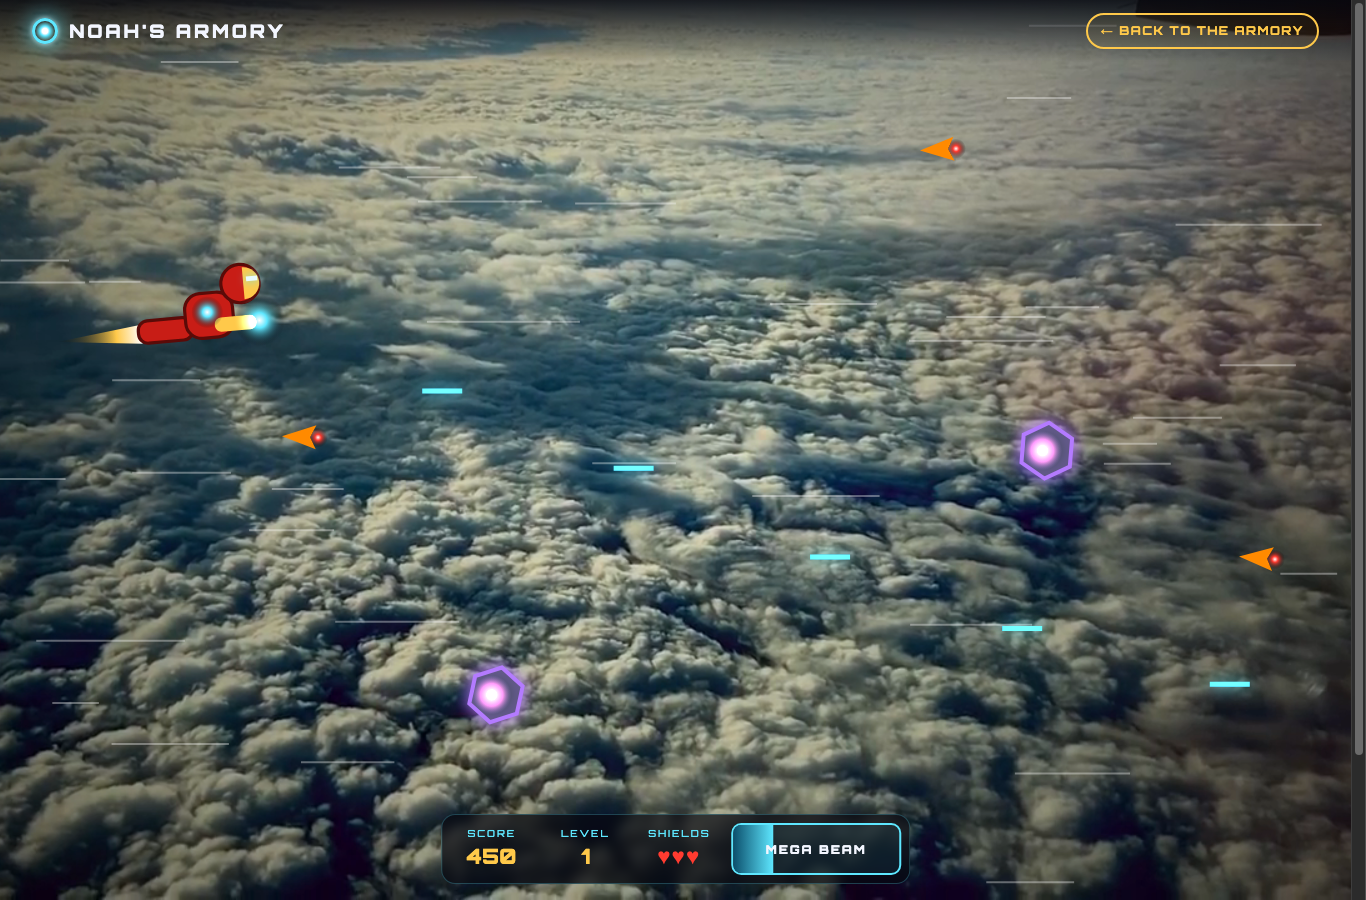 NOAH'S ARMORY
← BACK TO THE ARMORY
SCORE
450
LEVEL
1
SHIELDS
♥♥♥
MEGA BEAM